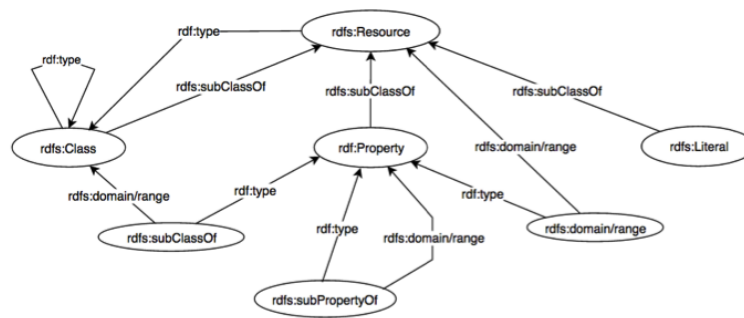 rdfs:Resource
rdf:type
rdf:type
rdfs:subClassOf
rdfs:subClassOf
rdfs:subClassOf
rdfs:Class
rdf:Property
rdfs:Literal
rdfs:domain/range
rdfs:domain/range
rdf:type
rdf:type
rdfs:subClassOf
rdf:type
rdfs:domain/range
rdfs:domain/range
rdfs:subPropertyOf